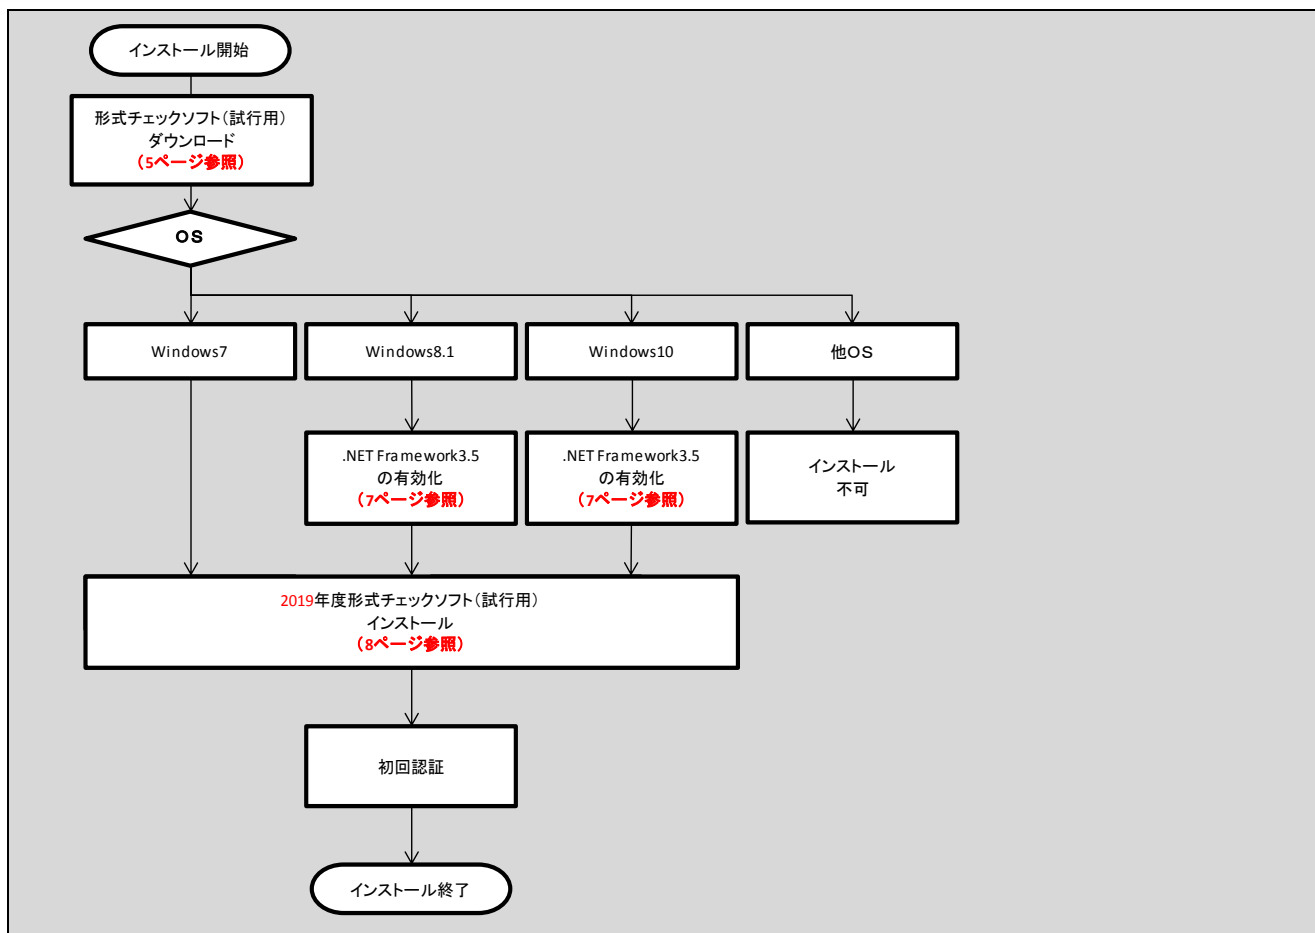 インストール開始
形式チェックソフト(試行用)
ダウンロード
(5ページ参照)
OS
Windows7
Windows8.1
Windows10
他OS
.NET Framework3.5
の有効化
(7ページ参照)
.NET Framework3.5
の有効化
(7ページ参照)
インストール
不可
2019年度形式チェックソフト(試行用)
インストール
(8ページ参照)
初回認証
インストール終了